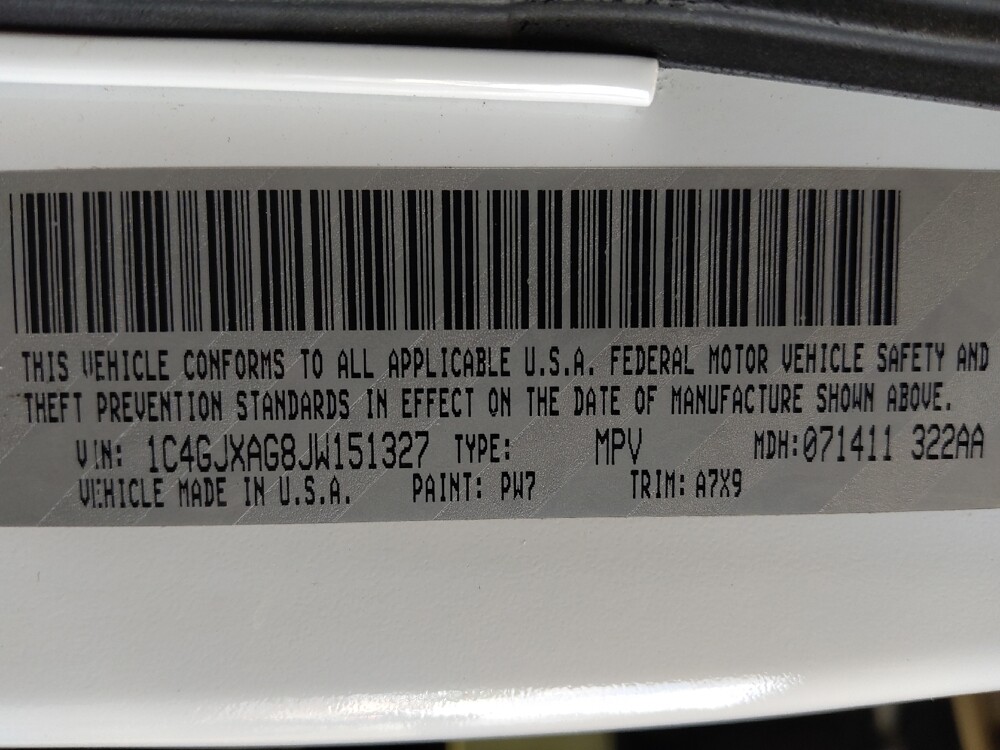 THIS VEHICLE CONFORMS TO ALL APPLICABLE U.S.A. FEDERAL MOTOR VEHICLE SAFETY AND
THEFT PREVENTION STANDARDS IN EFFECT ON THE DATE OF MANUFACTURE SHOWN ABOVE.
VIN: 1C4GJXAG8JW151327 TYPE: MPV MDH:071411 322AA
VEHICLE MADE IN U.S.A. PAINT: PW7 TRIM: A7X9